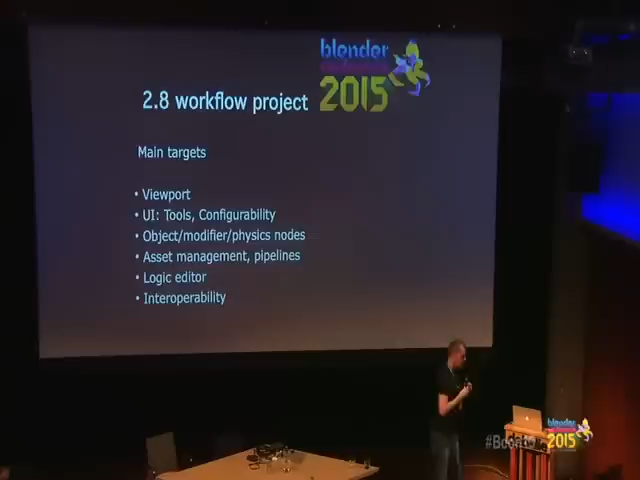 blender
2015
2.8 workflow project
Main targets
• Viewport
• UI: Tools, Configurability
• Object/modifier/physics nodes
• Asset management, pipelines
• Logic editor
• Interoperability
blender
2015